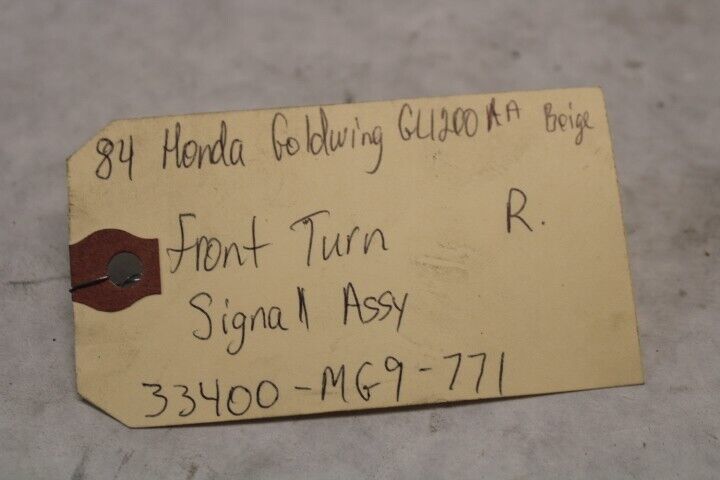 84 Honda Goldwing GL1200AA Beige
Front Turn R.
Signal Assy
33400-MG9-771